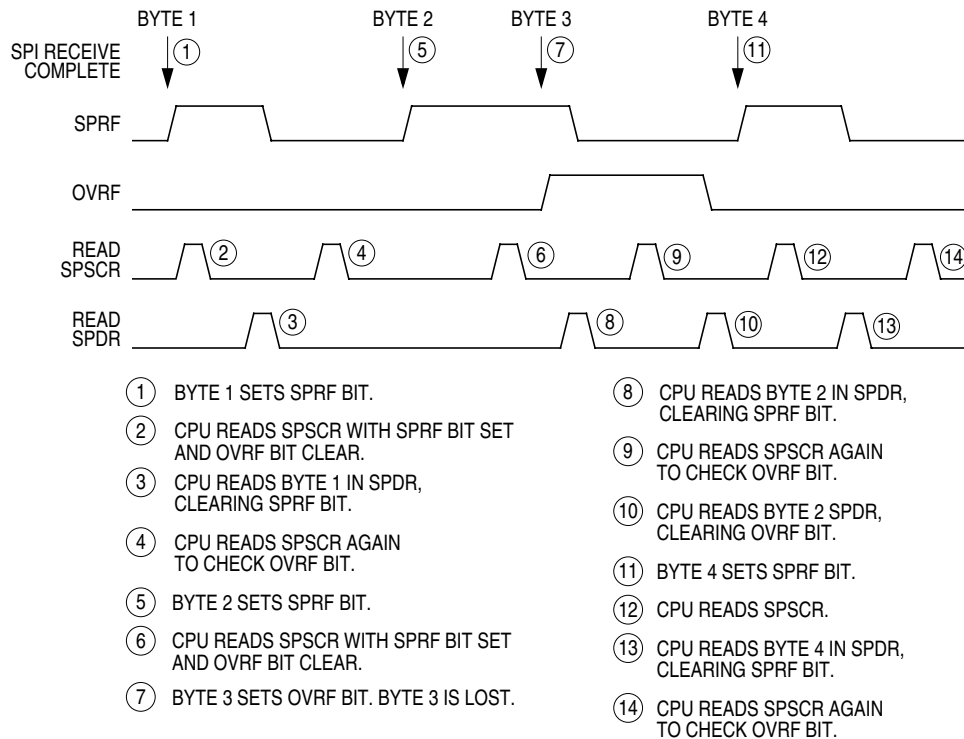 BYTE 1 BYTE 2 BYTE 3 BYTE 4
SPI RECEIVE
COMPLETE
1 5 7 11
SPRF
OVRF
READ
SPSCR
2 4 6 9 12 14
READ
SPDR
3 8 10 13
1 BYTE 1 SETS SPRF BIT.
2 CPU READS SPSCR WITH SPRF BIT SET
AND OVRF BIT CLEAR.
3 CPU READS BYTE 1 IN SPDR,
CLEARING SPRF BIT.
4 CPU READS SPSCR AGAIN
TO CHECK OVRF BIT.
5 BYTE 2 SETS SPRF BIT.
6 CPU READS SPSCR WITH SPRF BIT SET
AND OVRF BIT CLEAR.
7 BYTE 3 SETS OVRF BIT. BYTE 3 IS LOST.
8 CPU READS BYTE 2 IN SPDR,
CLEARING SPRF BIT.
9 CPU READS SPSCR AGAIN
TO CHECK OVRF BIT.
10 CPU READS BYTE 2 SPDR,
CLEARING OVRF BIT.
11 BYTE 4 SETS SPRF BIT.
12 CPU READS SPSCR.
13 CPU READS BYTE 4 IN SPDR,
CLEARING SPRF BIT.
14 CPU READS SPSCR AGAIN
TO CHECK OVRF BIT.